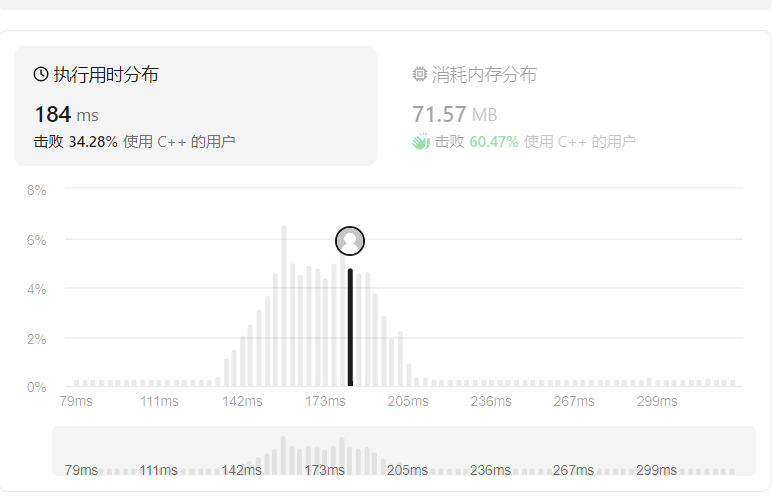 执行用时分布
184 ms
击败 34.28% 使用 C++ 的用户
消耗内存分布
71.57 MB
击败 60.47% 使用 C++ 的用户
8%
6%
4%
2%
0%
79ms 111ms 142ms 173ms 205ms 236ms 267ms 299ms
79ms 111ms 142ms 173ms 205ms 236ms 267ms 299ms